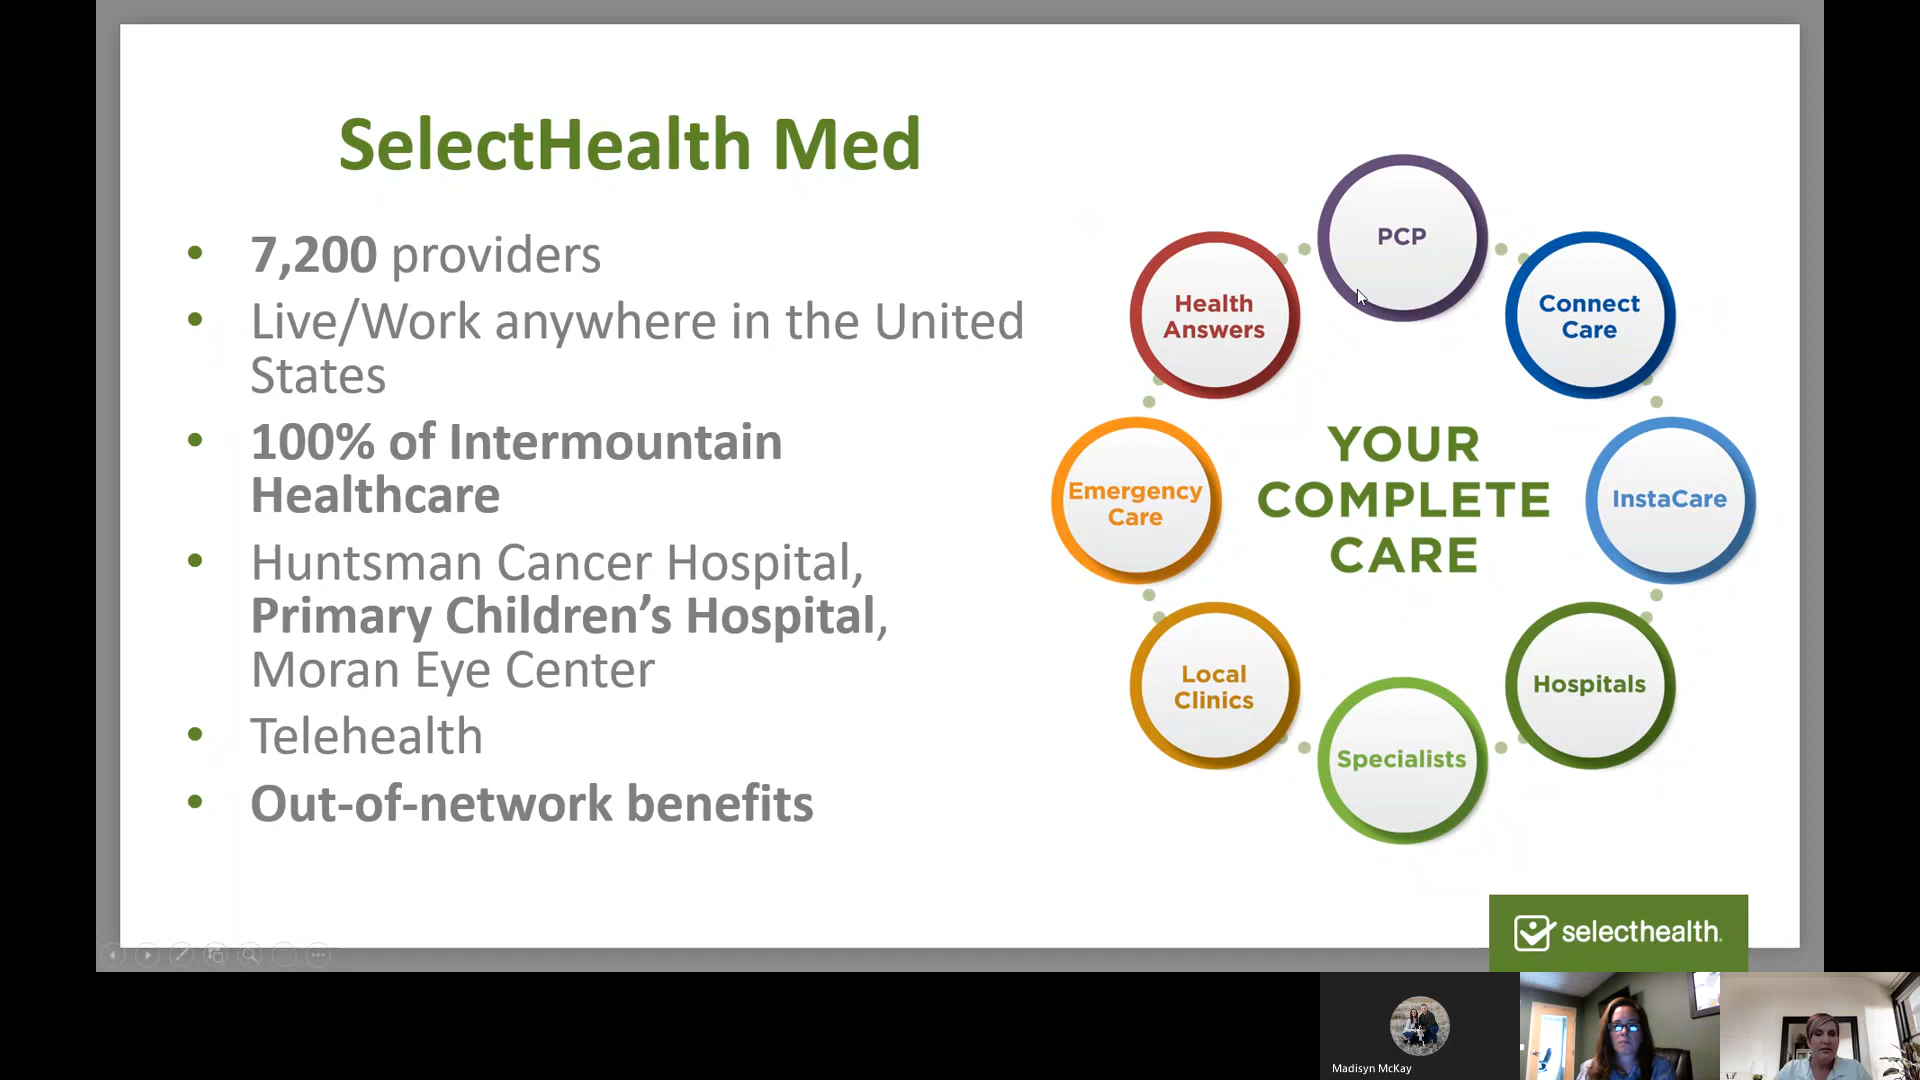 SelectHealth Med
• 7,200 providers
• Live/Work anywhere in the United
States
• 100% of Intermountain
Healthcare
• Huntsman Cancer Hospital,
Primary Children’s Hospital,
Moran Eye Center
• Telehealth
• Out-of-network benefits
PCP
Connect
Care
InstaCare
Hospitals
Specialists
Local
Clinics
Emergency
Care
Health
Answers
YOUR
COMPLETE
CARE
selecthealth.
Madisyn McKay